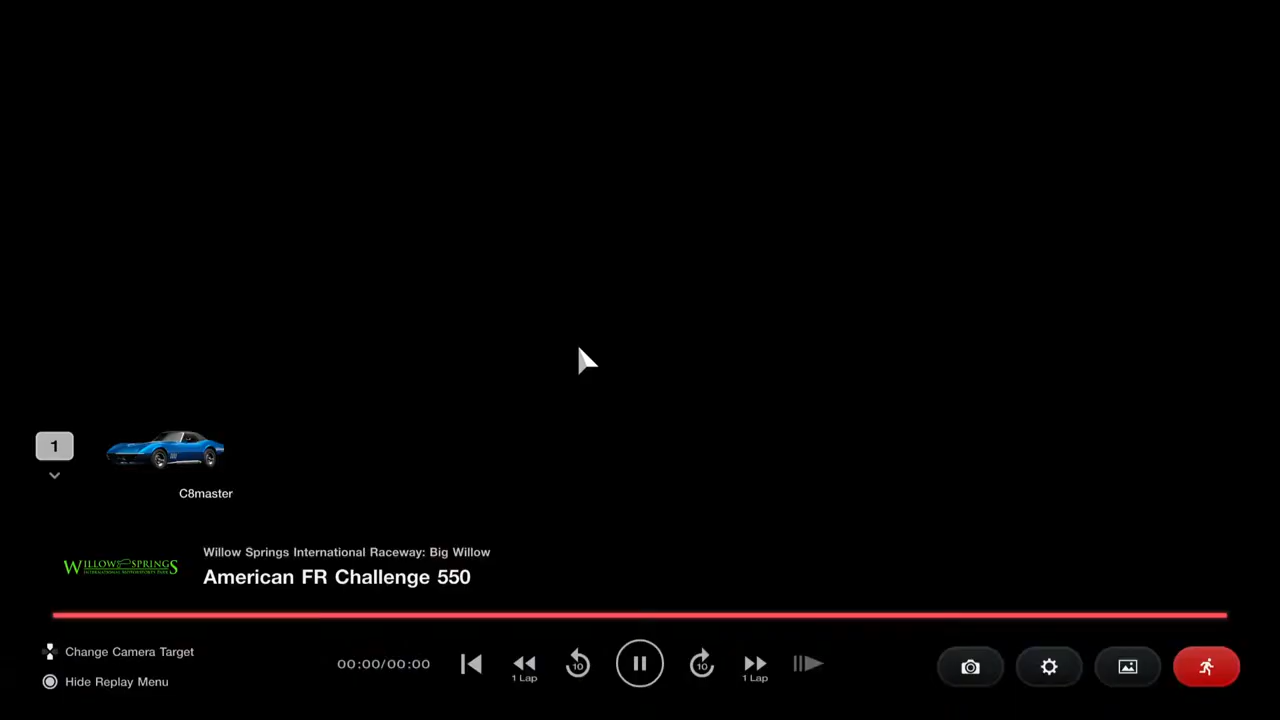 1
C8master
Willow Springs International Raceway: Big Willow
WILLOW SPRINGS
American FR Challenge 550
Change Camera Target
Hide Replay Menu
00:00/00:00
1 Lap
10
10
1 Lap